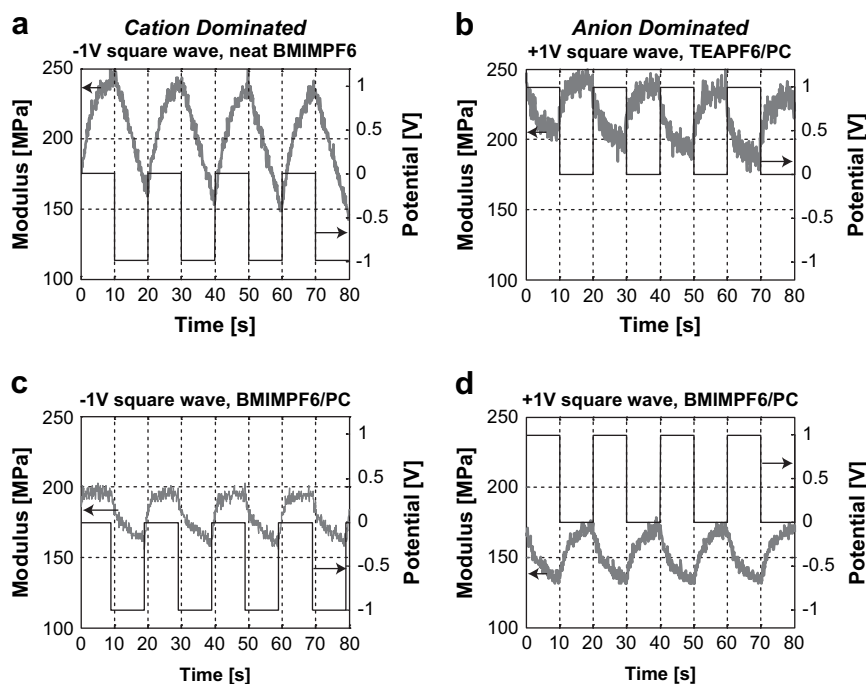 a
Cation Dominated
-1V square wave, neat BMIMPF6
250
200
150
100
Modulus [MPa]
1
0.5
0
-0.5
-1
Potential [V]
0 10 20 30 40 50 60 70 80
Time [s]
b
Anion Dominated
+1V square wave, TEAPF6/PC
250
200
150
100
Modulus [MPa]
1
0.5
0
-0.5
-1
Potential [V]
0 10 20 30 40 50 60 70 80
Time [s]
c
-1V square wave, BMIMPF6/PC
250
200
150
100
Modulus [MPa]
1
0.5
0
-0.5
-1
Potential [V]
0 10 20 30 40 50 60 70 80
Time [s]
d
+1V square wave, BMIMPF6/PC
250
200
150
100
Modulus [MPa]
1
0.5
0
-0.5
-1
Potential [V]
0 10 20 30 40 50 60 70 80
Time [s]